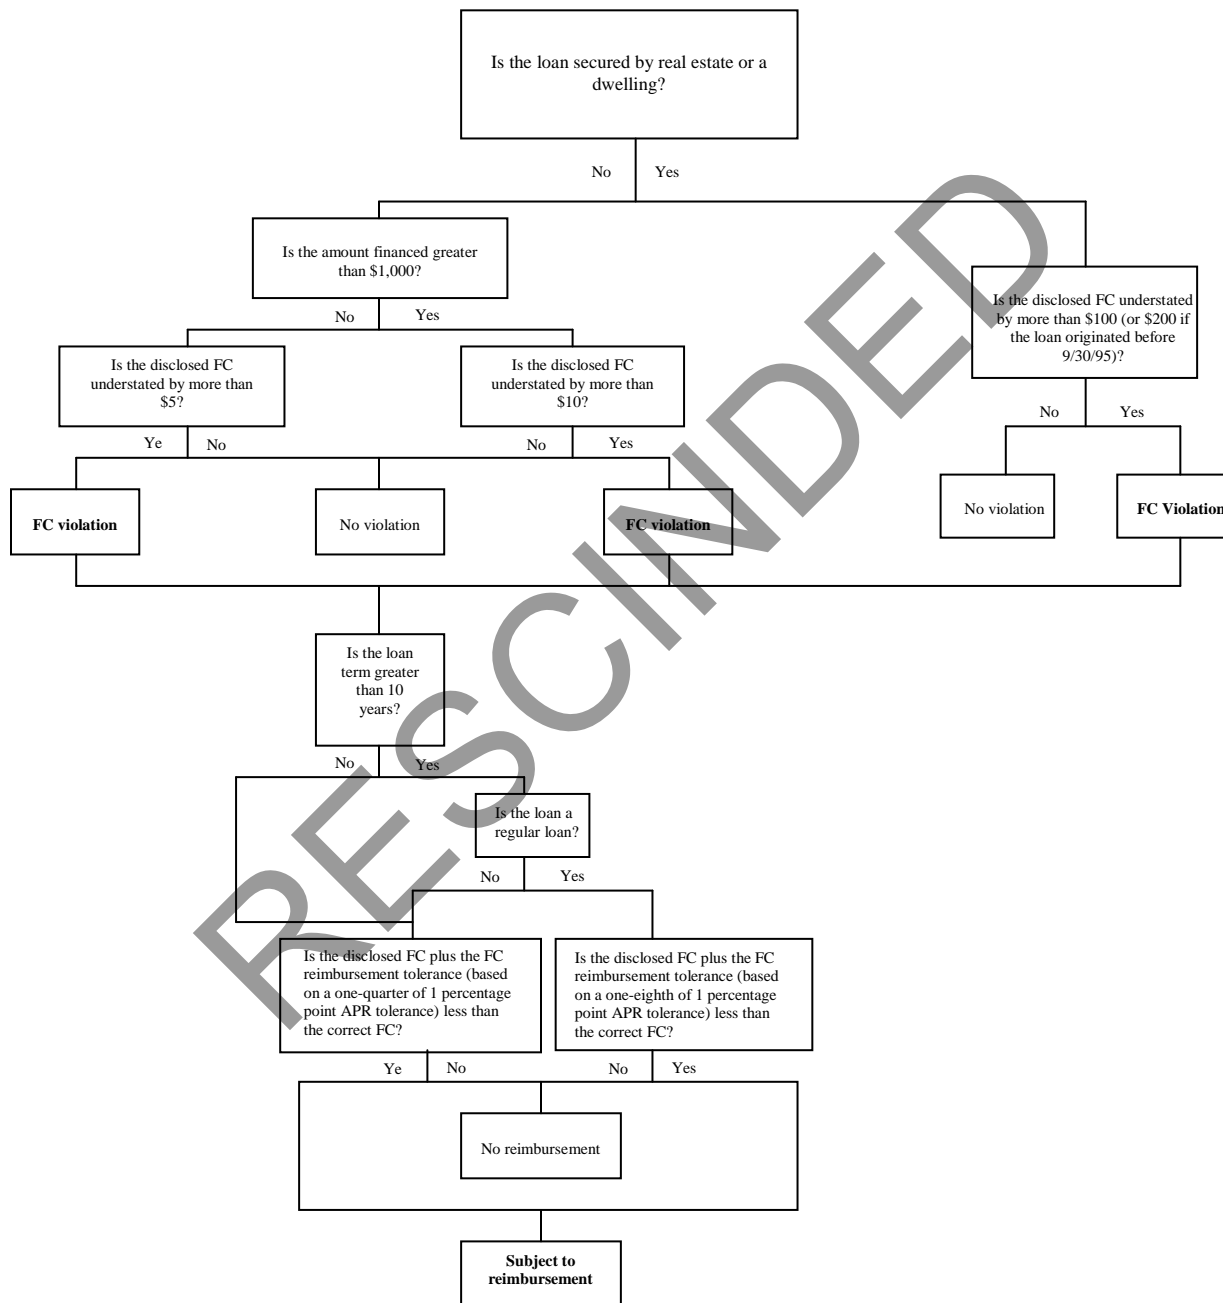 Is the loan secured by real estate or a
dwelling?
No Yes
Is the amount financed greater
than $1,000?
No Yes
Is the disclosed FC understated
by more than $100 (or $200 if
the loan originated before
9/30/95)?
Is the disclosed FC
understated by more than
$5?
Is the disclosed FC
understated by more than
$10?
No Yes
Ye No
No Yes
FC violation
No violation
FC violation
No violation
FC Violation
Is the loan
term greater
than 10
years?
No Yes
Is the loan a
regular loan?
No Yes
Is the disclosed FC plus the FC
reimbursement tolerance (based
on a one-quarter of 1 percentage
point APR tolerance) less than
the correct FC?
Is the disclosed FC plus the FC
reimbursement tolerance (based
on a one-eighth of 1 percentage
point APR tolerance) less than
the correct FC?
Ye No
No Yes
No reimbursement
Subject to
reimbursement
RESCINDED